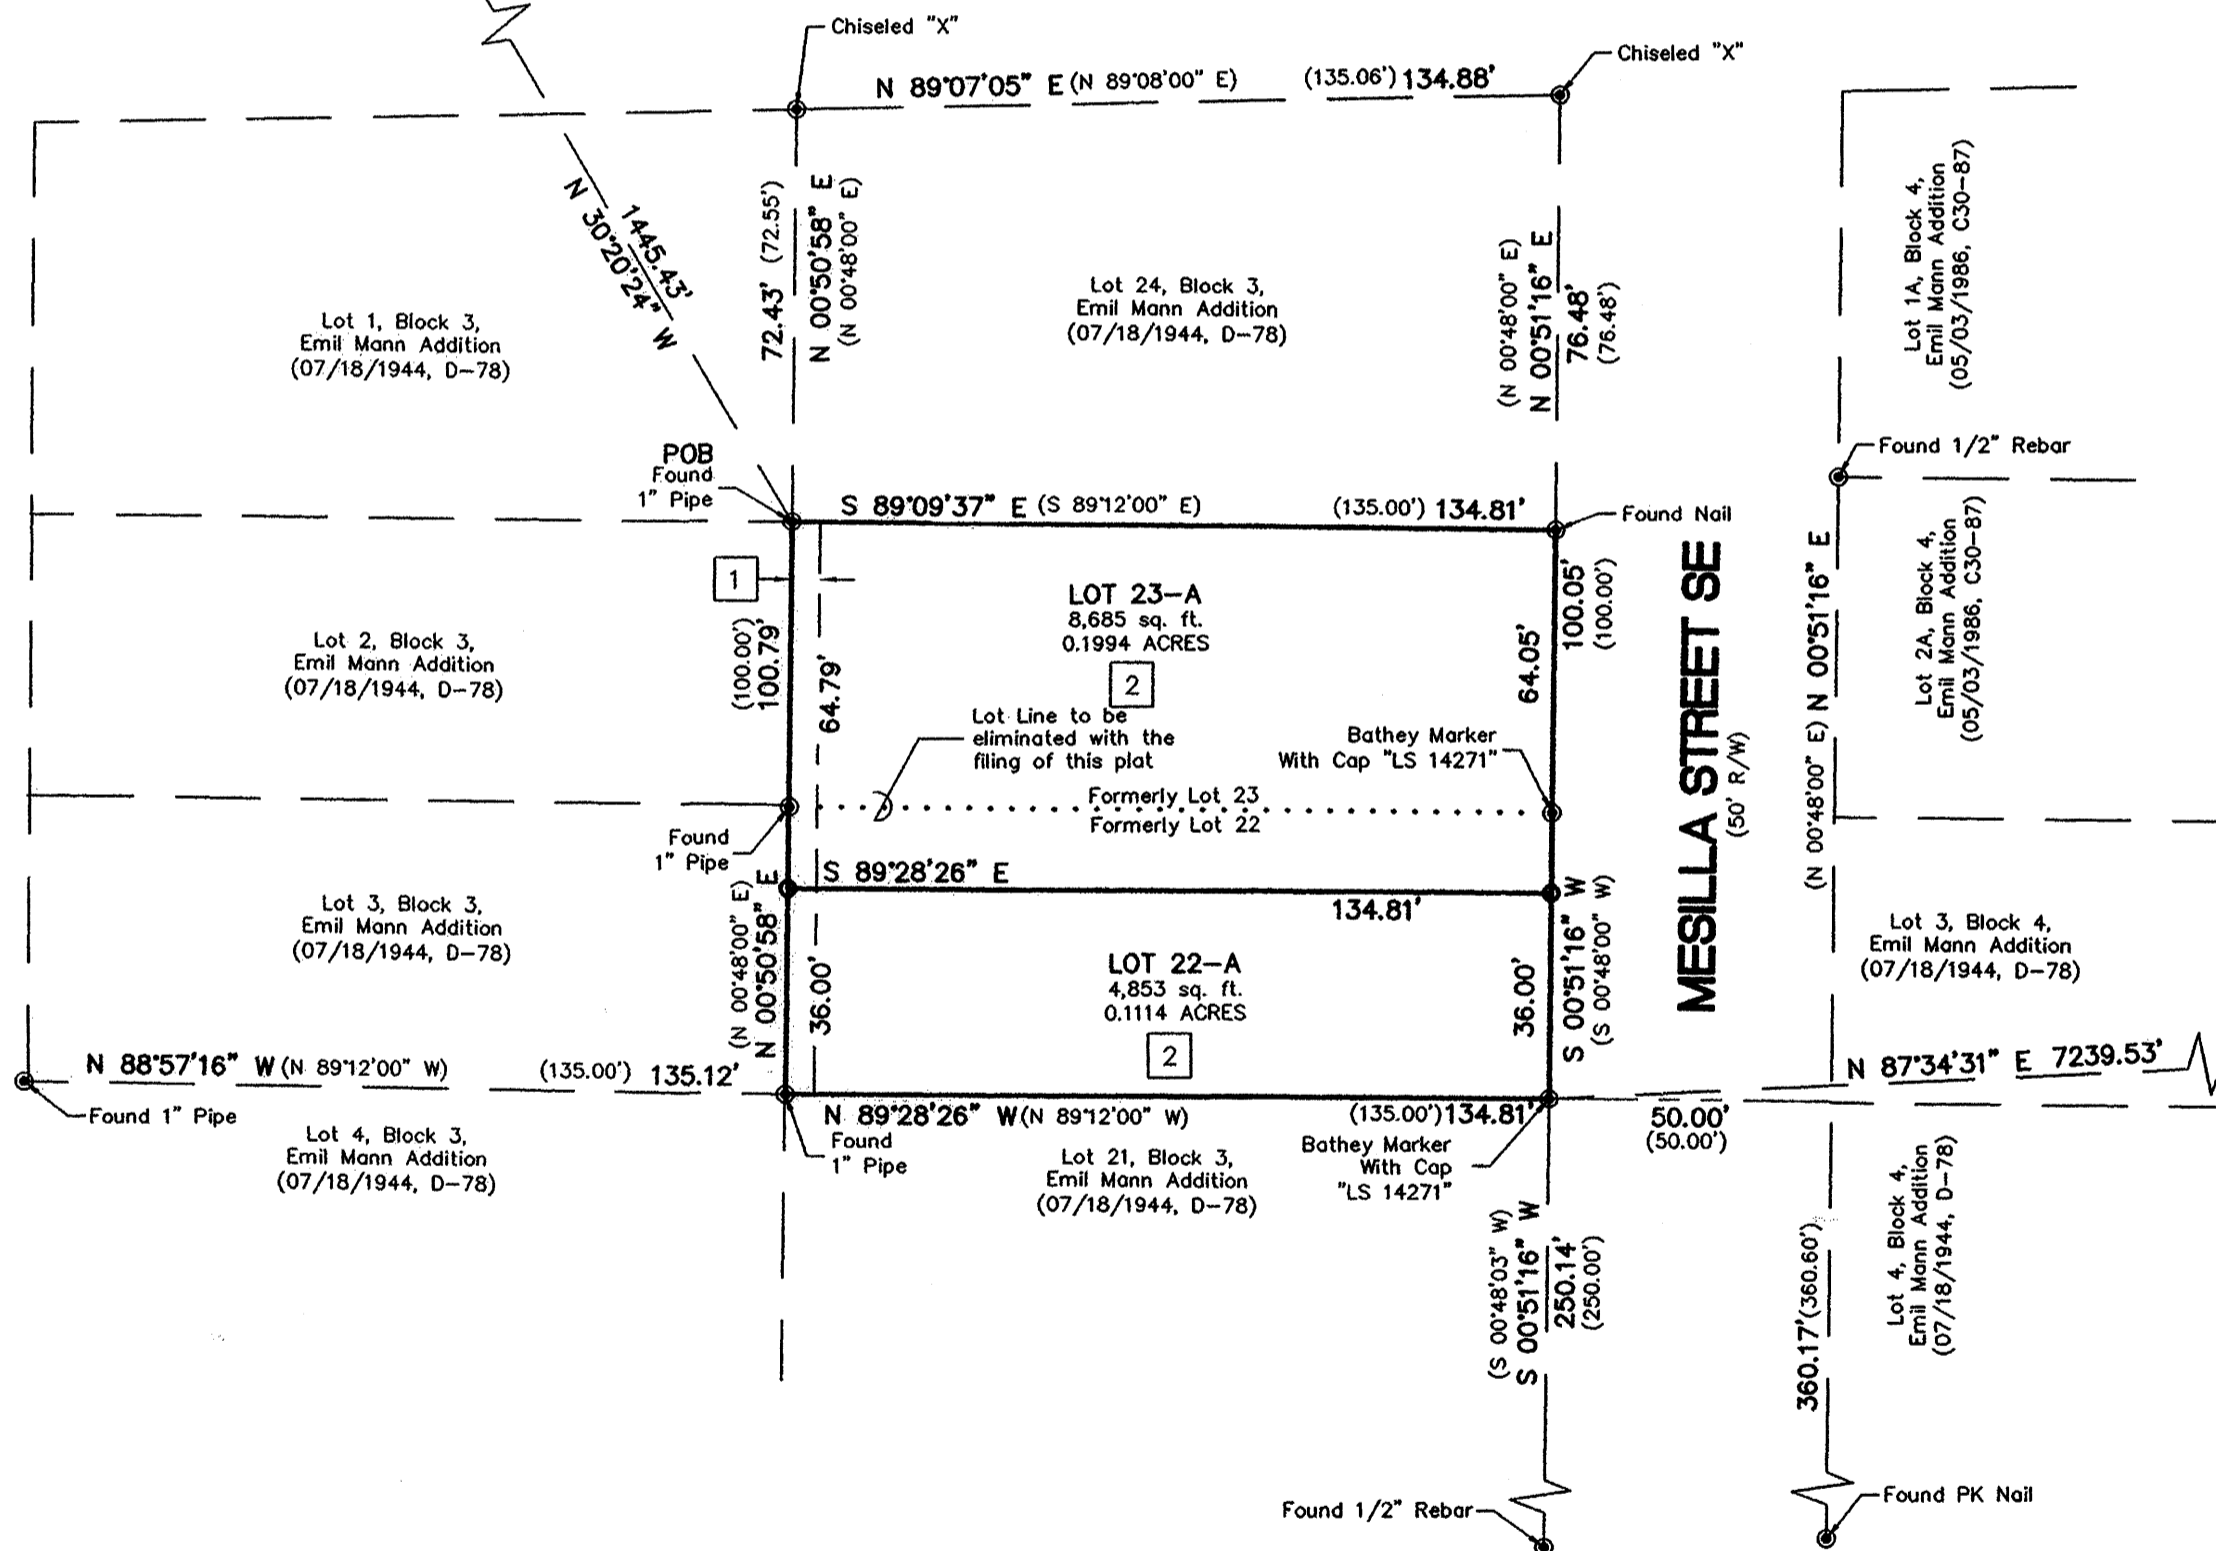 Chiseled "X"
Chiseled "X"
N 89°07'05" E (N 89°08'00" E) (135.06') 134.88'
1445.43'
N 30°20'24" W
72.43' (72.55')
N 00°50'58" E
(N 00°48'00" E)
(N 00°48'00" E)
N 00°51'16" E
76.48'
(76.48')
Lot 1, Block 3,
Emil Mann Addition
(07/18/1944, D-78)
Lot 24, Block 3,
Emil Mann Addition
(07/18/1944, D-78)
Lot 1A, Block 4,
Emil Mann Addition
(05/03/1986, C30-87)
POB
Found
1" Pipe
S 89°09'37" E (S 89°12'00" E) (135.00') 134.81'
Found Nail
Found 1/2" Rebar
1
LOT 23-A
8,685 sq. ft.
0.1994 ACRES
2
(100.00')
100.79'
64.79'
64.05'
100.05'
(100.00')
Lot 2, Block 3,
Emil Mann Addition
(07/18/1944, D-78)
Lot Line to be
eliminated with the
filing of this plat
Bathey Marker
With Cap "LS 14271"
MESILLA STREET SE
(50' R/W)
(N 00°48'00" E) N 00°51'16" E
Lot 2A, Block 4,
Emil Mann Addition
(05/03/1986, C30-87)
Formerly Lot 23
Formerly Lot 22
Found
1" Pipe
S 89°28'26" E
134.81'
Lot 3, Block 3,
Emil Mann Addition
(07/18/1944, D-78)
(N 00°48'00" E)
N 00°50'58" E
36.00'
LOT 22-A
4,853 sq. ft.
0.1114 ACRES
2
36.00'
S 00°51'16" W
(S 00°48'00" W)
Lot 3, Block 4,
Emil Mann Addition
(07/18/1944, D-78)
N 88°57'16" W (N 89°12'00" W) (135.00') 135.12'
Found 1" Pipe
N 87°34'31" E 7239.53'
N 89°28'26" W (N 89°12'00" W) (135.00') 134.81'
50.00'
(50.00')
Found
1" Pipe
Lot 4, Block 3,
Emil Mann Addition
(07/18/1944, D-78)
Lot 21, Block 3,
Emil Mann Addition
(07/18/1944, D-78)
Bathey Marker
With Cap
"LS 14271"
(S 00°48'03" W)
S 00°51'16" W
250.14'
(250.00')
360.17' (360.60')
Lot 4, Block 4,
Emil Mann Addition
(07/18/1944, D-78)
Found 1/2" Rebar
Found PK Nail